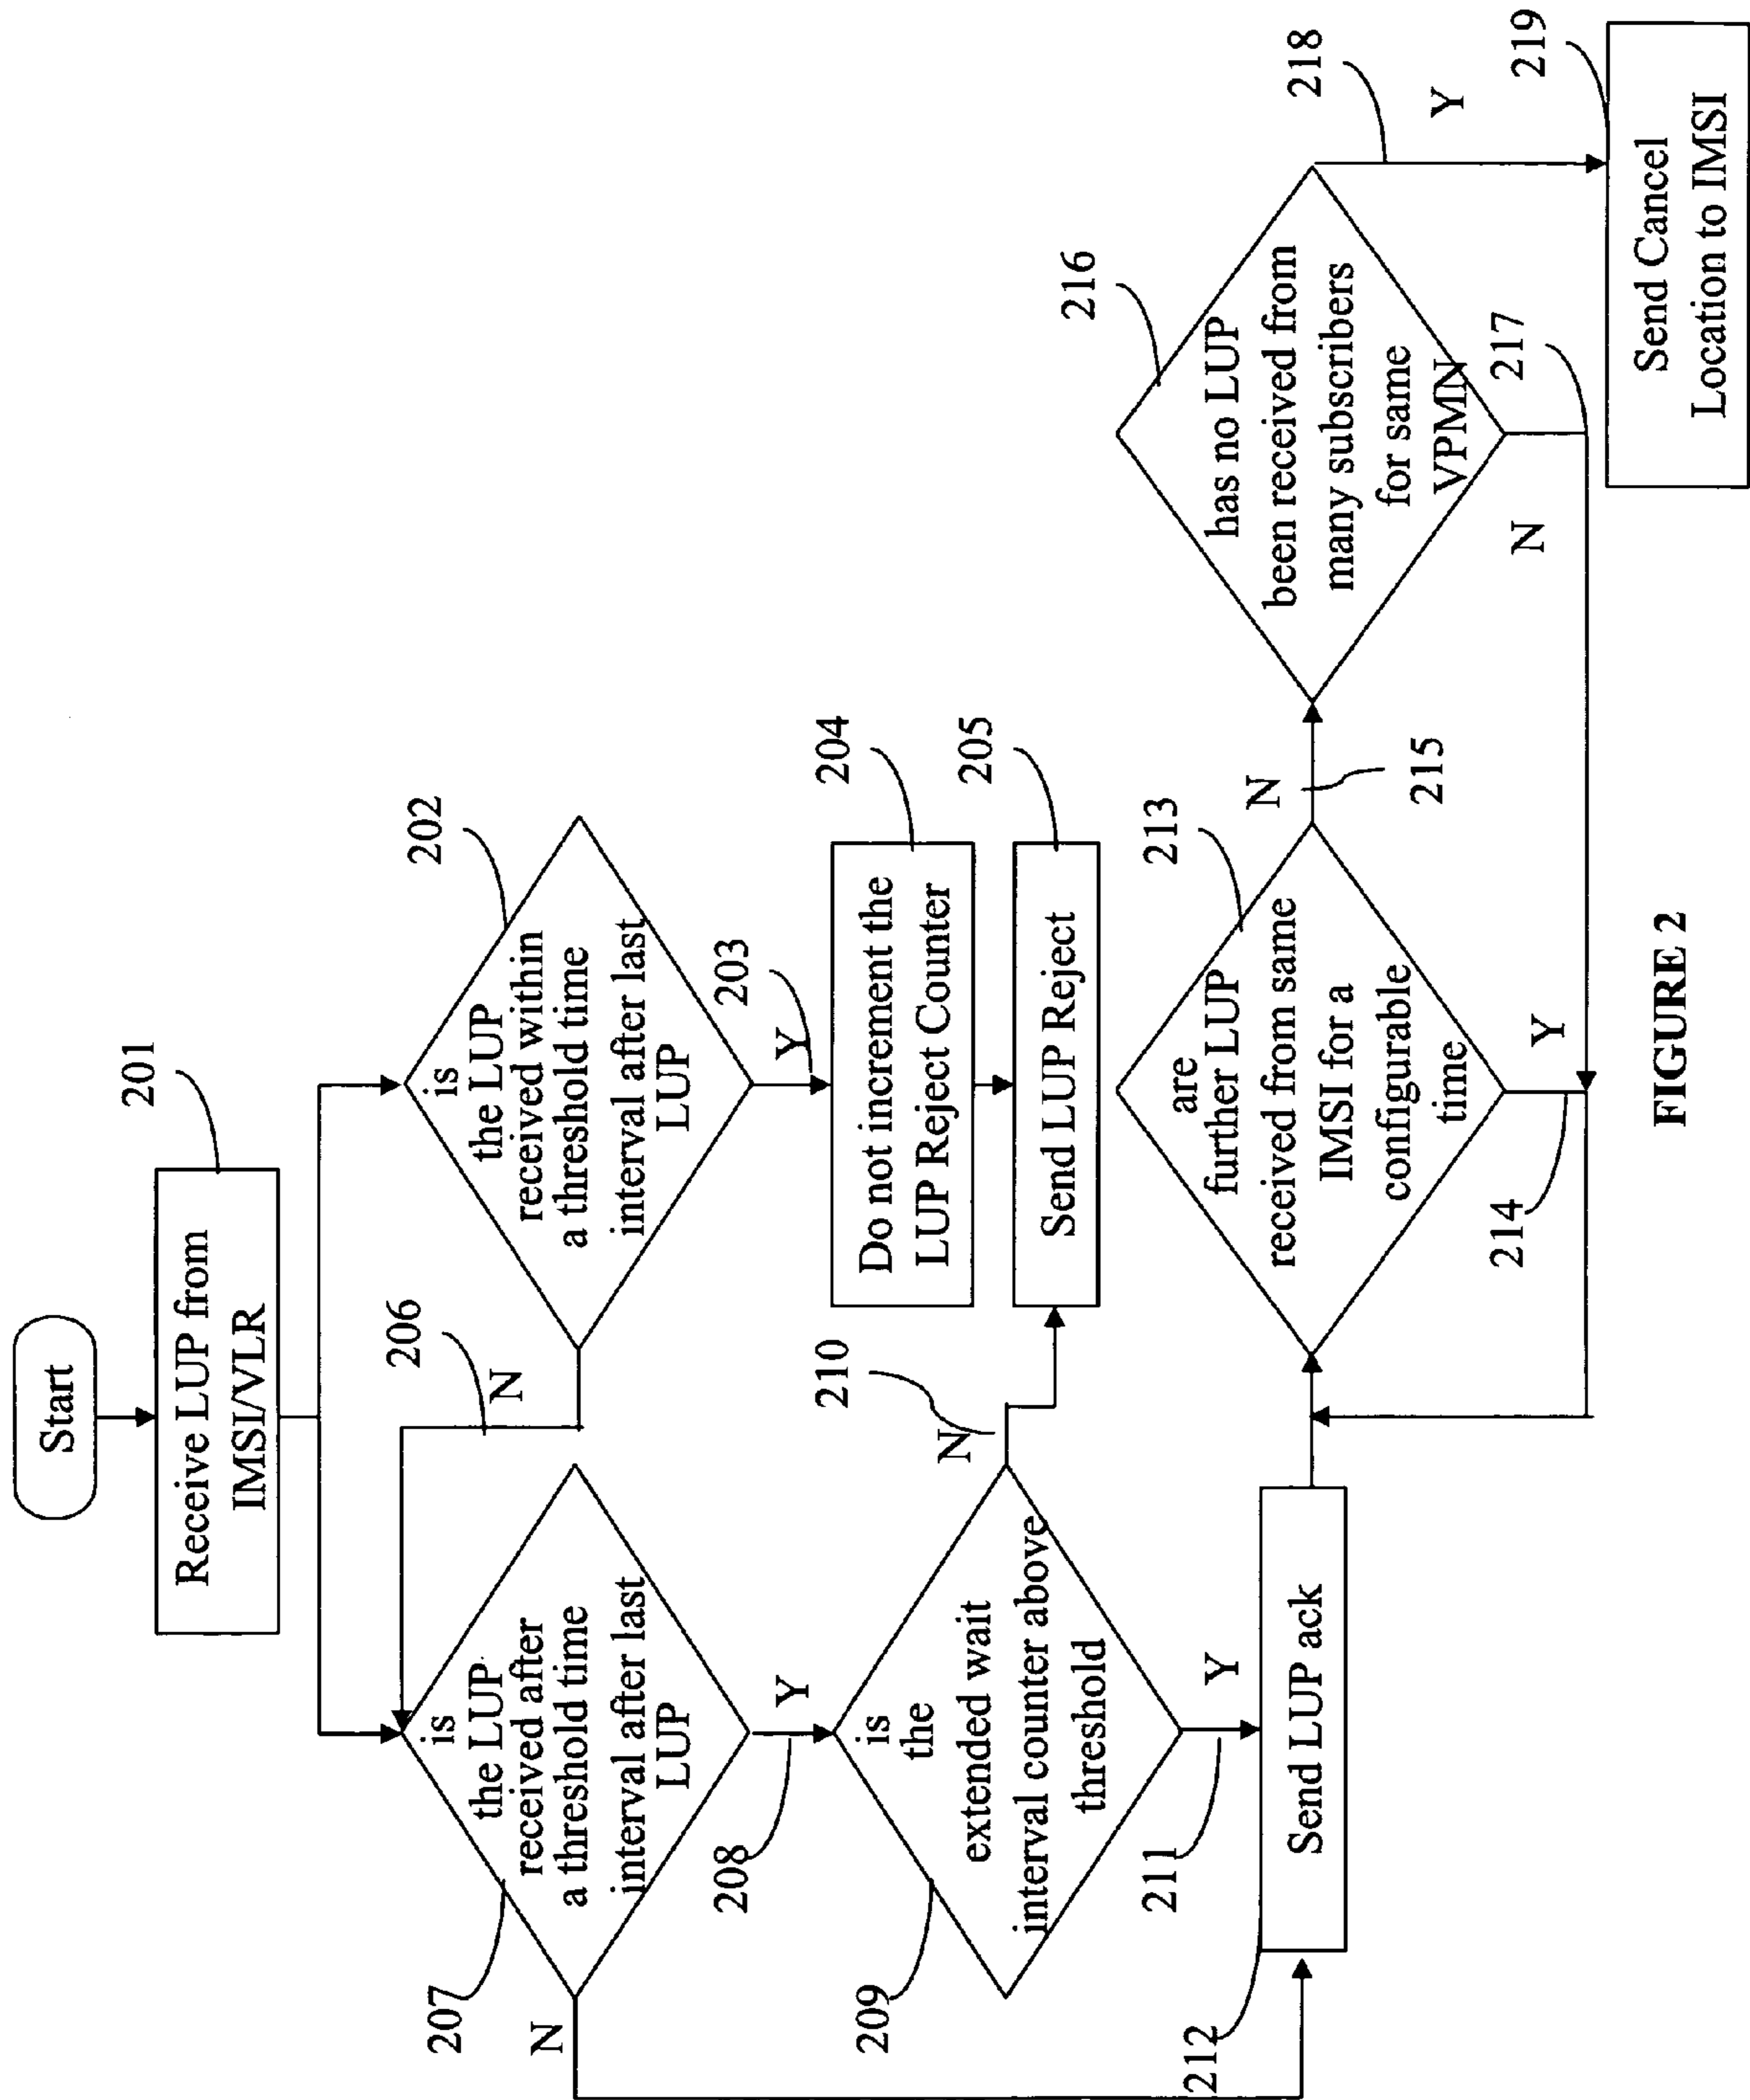 Start
201
Receive LUP from
IMSI/VLR
202
is
the LUP
received within
a threshold time
interval after last
LUP
203
Y
204
Do not increment the
LUP Reject Counter
205
Send LUP Reject
206
N
207
is
the LUP
received after
a threshold time
interval after last
LUP
N
208
Y
209
is
the
extended wait
interval counter above
threshold
210
N
211
Y
212
Send LUP ack
213
are
further LUP
received from same
IMSI for a
configurable
time
214
Y
215
N
216
has no LUP
been received from
many subscribers
for same
VPMN
217
N
218
Y
219
Send Cancel
Location to IMSI
FIGURE 2